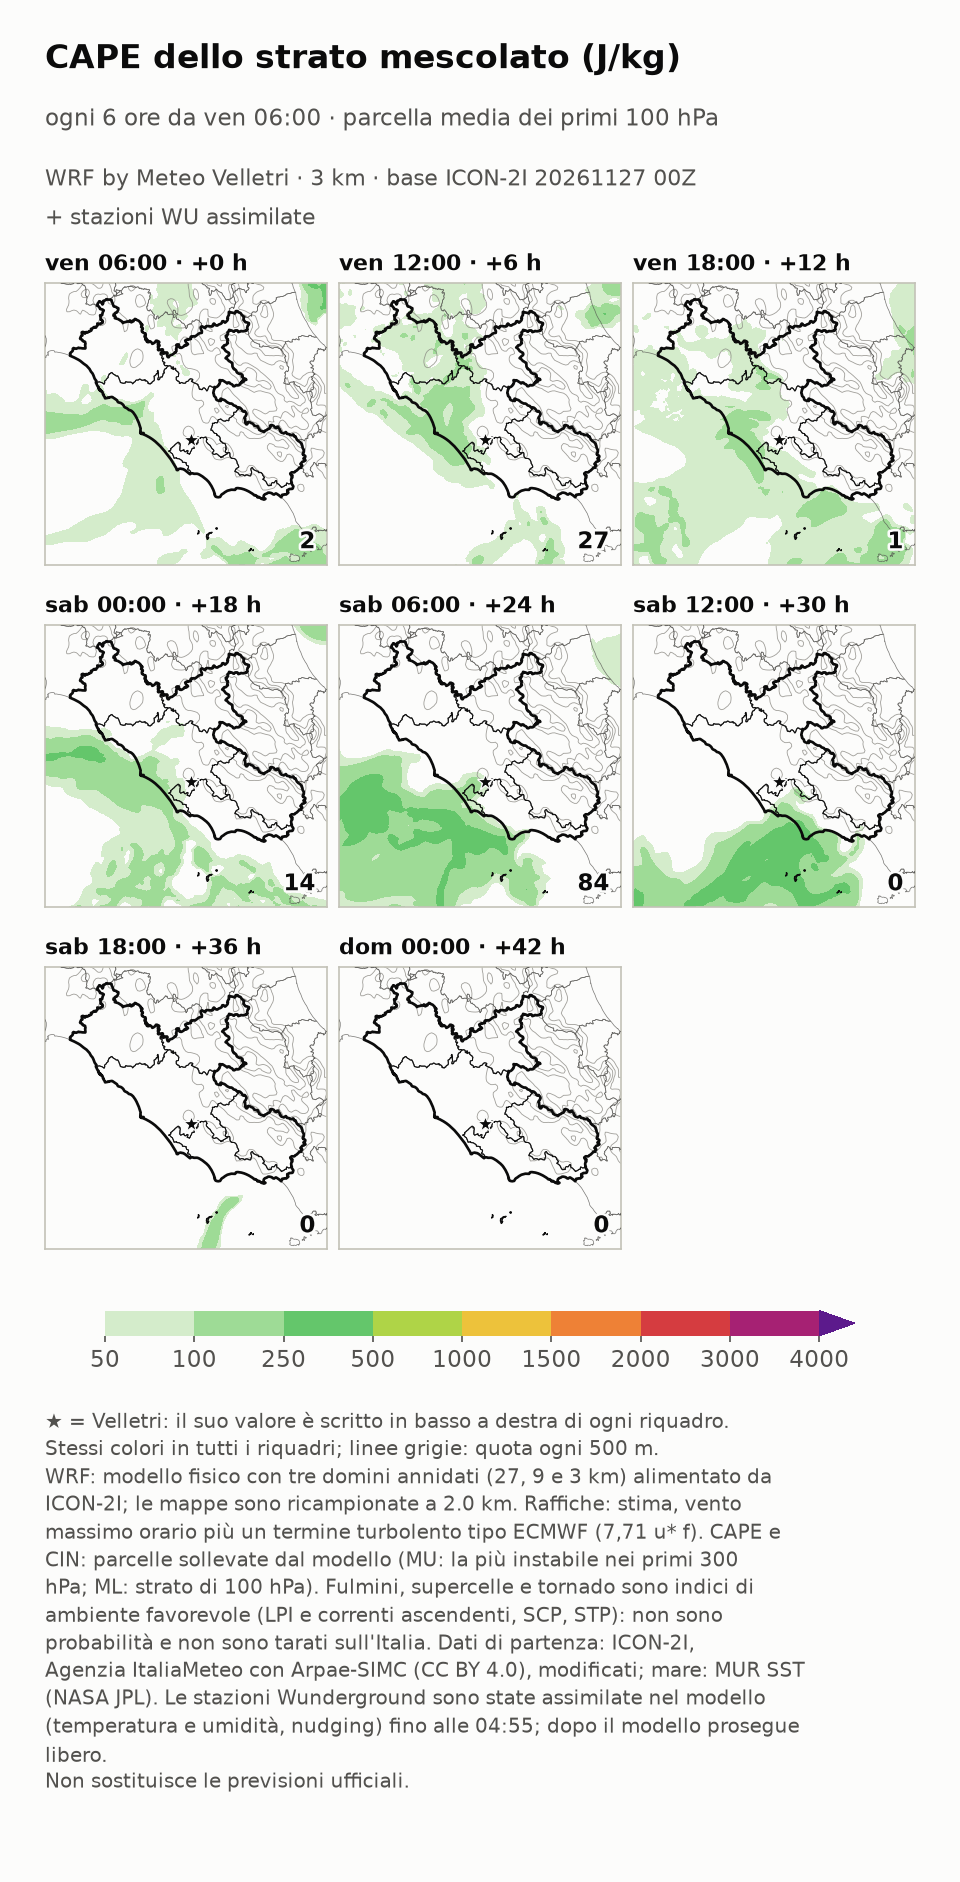 CAPE dello strato mescolato (J/kg)
ogni 6 ore da ven 06:00 · parcella media dei primi 100 hPa
WRF by Meteo Velletri · 3 km · base ICON-2I 20261127 00Z
+ stazioni WU assimilate
ven 06:00 · +0 h
ven 12:00 · +6 h
ven 18:00 · +12 h
2
27
1
sab 00:00 · +18 h
sab 06:00 · +24 h
sab 12:00 · +30 h
14
84
0
sab 18:00 · +36 h
dom 00:00 · +42 h
0
0
50 100 250 500 1000 1500 2000 3000 4000
★ = Velletri: il suo valore è scritto in basso a destra di ogni riquadro.
Stessi colori in tutti i riquadri; linee grigie: quota ogni 500 m.
WRF: modello fisico con tre domini annidati (27, 9 e 3 km) alimentato da
ICON-2I; le mappe sono ricampionate a 2.0 km. Raffiche: stima, vento
massimo orario più un termine turbolento tipo ECMWF (7,71 u* f). CAPE e
CIN: parcelle sollevate dal modello (MU: la più instabile nei primi 300
hPa; ML: strato di 100 hPa). Fulmini, supercelle e tornado sono indici di
ambiente favorevole (LPI e correnti ascendenti, SCP, STP): non sono
probabilità e non sono tarati sull'Italia. Dati di partenza: ICON-2I,
Agenzia ItaliaMeteo con Arpae-SIMC (CC BY 4.0), modificati; mare: MUR SST
(NASA JPL). Le stazioni Wunderground sono state assimilate nel modello
(temperatura e umidità, nudging) fino alle 04:55; dopo il modello prosegue
libero.
Non sostituisce le previsioni ufficiali.